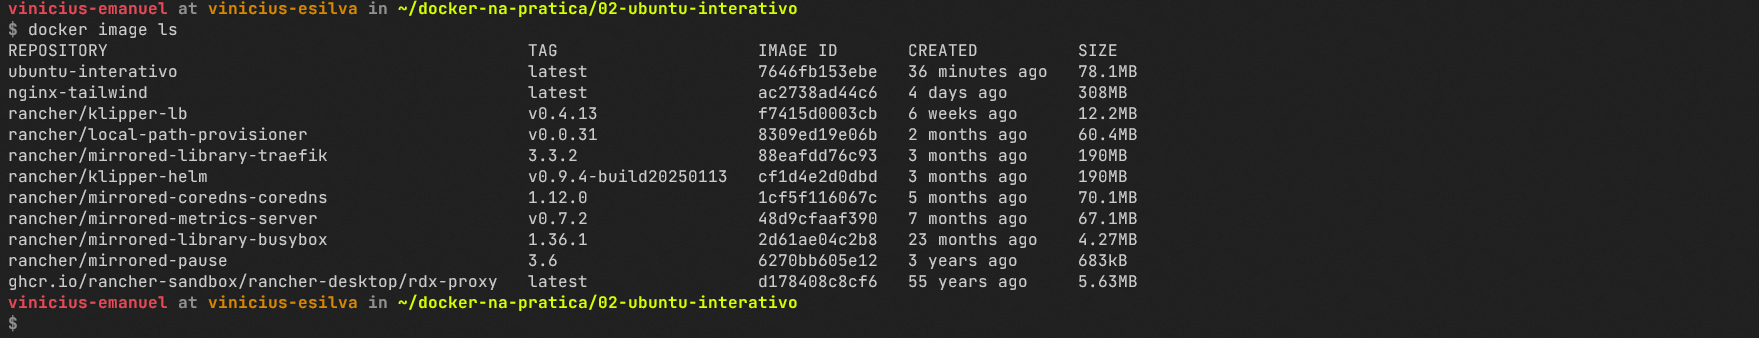 vinicius-emanuel at vinicius-esilva in ~/docker-na-pratica/02-ubuntu-interativo
$ docker image ls
REPOSITORY TAG IMAGE ID CREATED SIZE
ubuntu-interativo latest 7646fb153ebe 36 minutes ago 78.1MB
nginx-tailwind latest ac2738ad44c6 4 days ago 308MB
rancher/klipper-lb v0.4.13 f7415d0003cb 6 weeks ago 12.2MB
rancher/local-path-provisioner v0.0.31 8309ed19e06b 2 months ago 60.4MB
rancher/mirrored-library-traefik 3.3.2 88eafdd76c93 3 months ago 190MB
rancher/klipper-helm v0.9.4-build20250113 cf1d4e2d0dbd 3 months ago 190MB
rancher/mirrored-coredns-coredns 1.12.0 1cf5f116067c 5 months ago 70.1MB
rancher/mirrored-metrics-server v0.7.2 48d9cfaaf390 7 months ago 67.1MB
rancher/mirrored-library-busybox 1.36.1 2d61ae04c2b8 23 months ago 4.27MB
rancher/mirrored-pause 3.6 6270bb605e12 3 years ago 683kB
ghcr.io/rancher-sandbox/rancher-desktop/rdx-proxy latest d178408c8cf6 55 years ago 5.63MB
vinicius-emanuel at vinicius-esilva in ~/docker-na-pratica/02-ubuntu-interativo
$